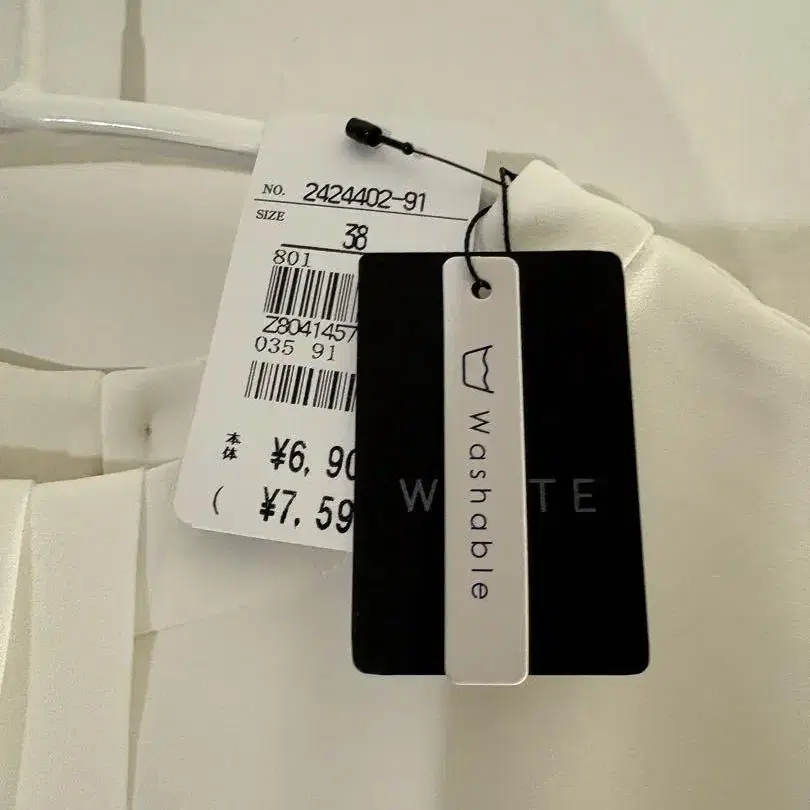 NO. 2424402-91
SIZE
38
801
Z8041457
035 91
本体 ¥6,90
( ¥7,59
Washable
W TE